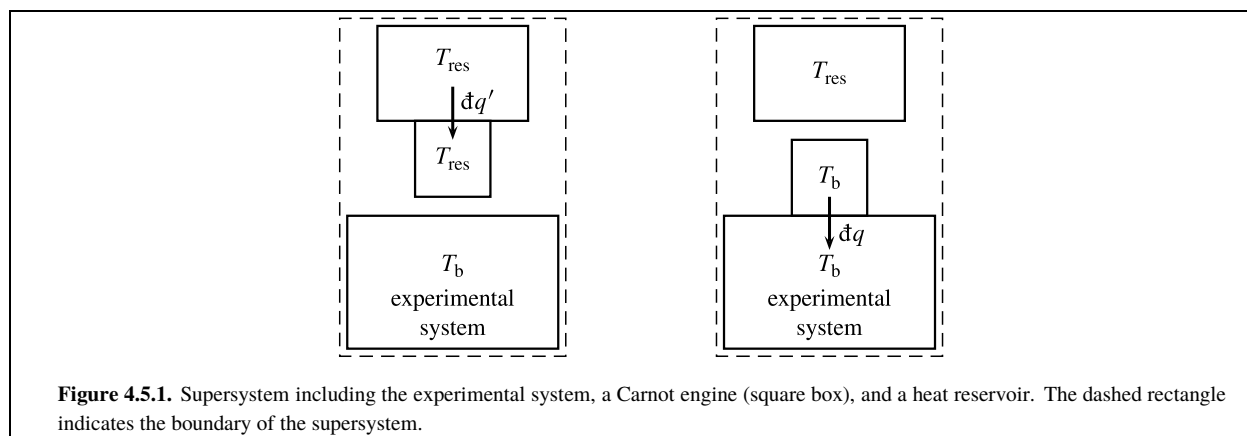 T_res
đq′
T_res
T_b
experimental
system
T_res
T_b
đq
T_b
experimental
system
Figure 4.5.1. Supersystem including the experimental system, a Carnot engine (square box), and a heat reservoir. The dashed rectangle
indicates the boundary of the supersystem.